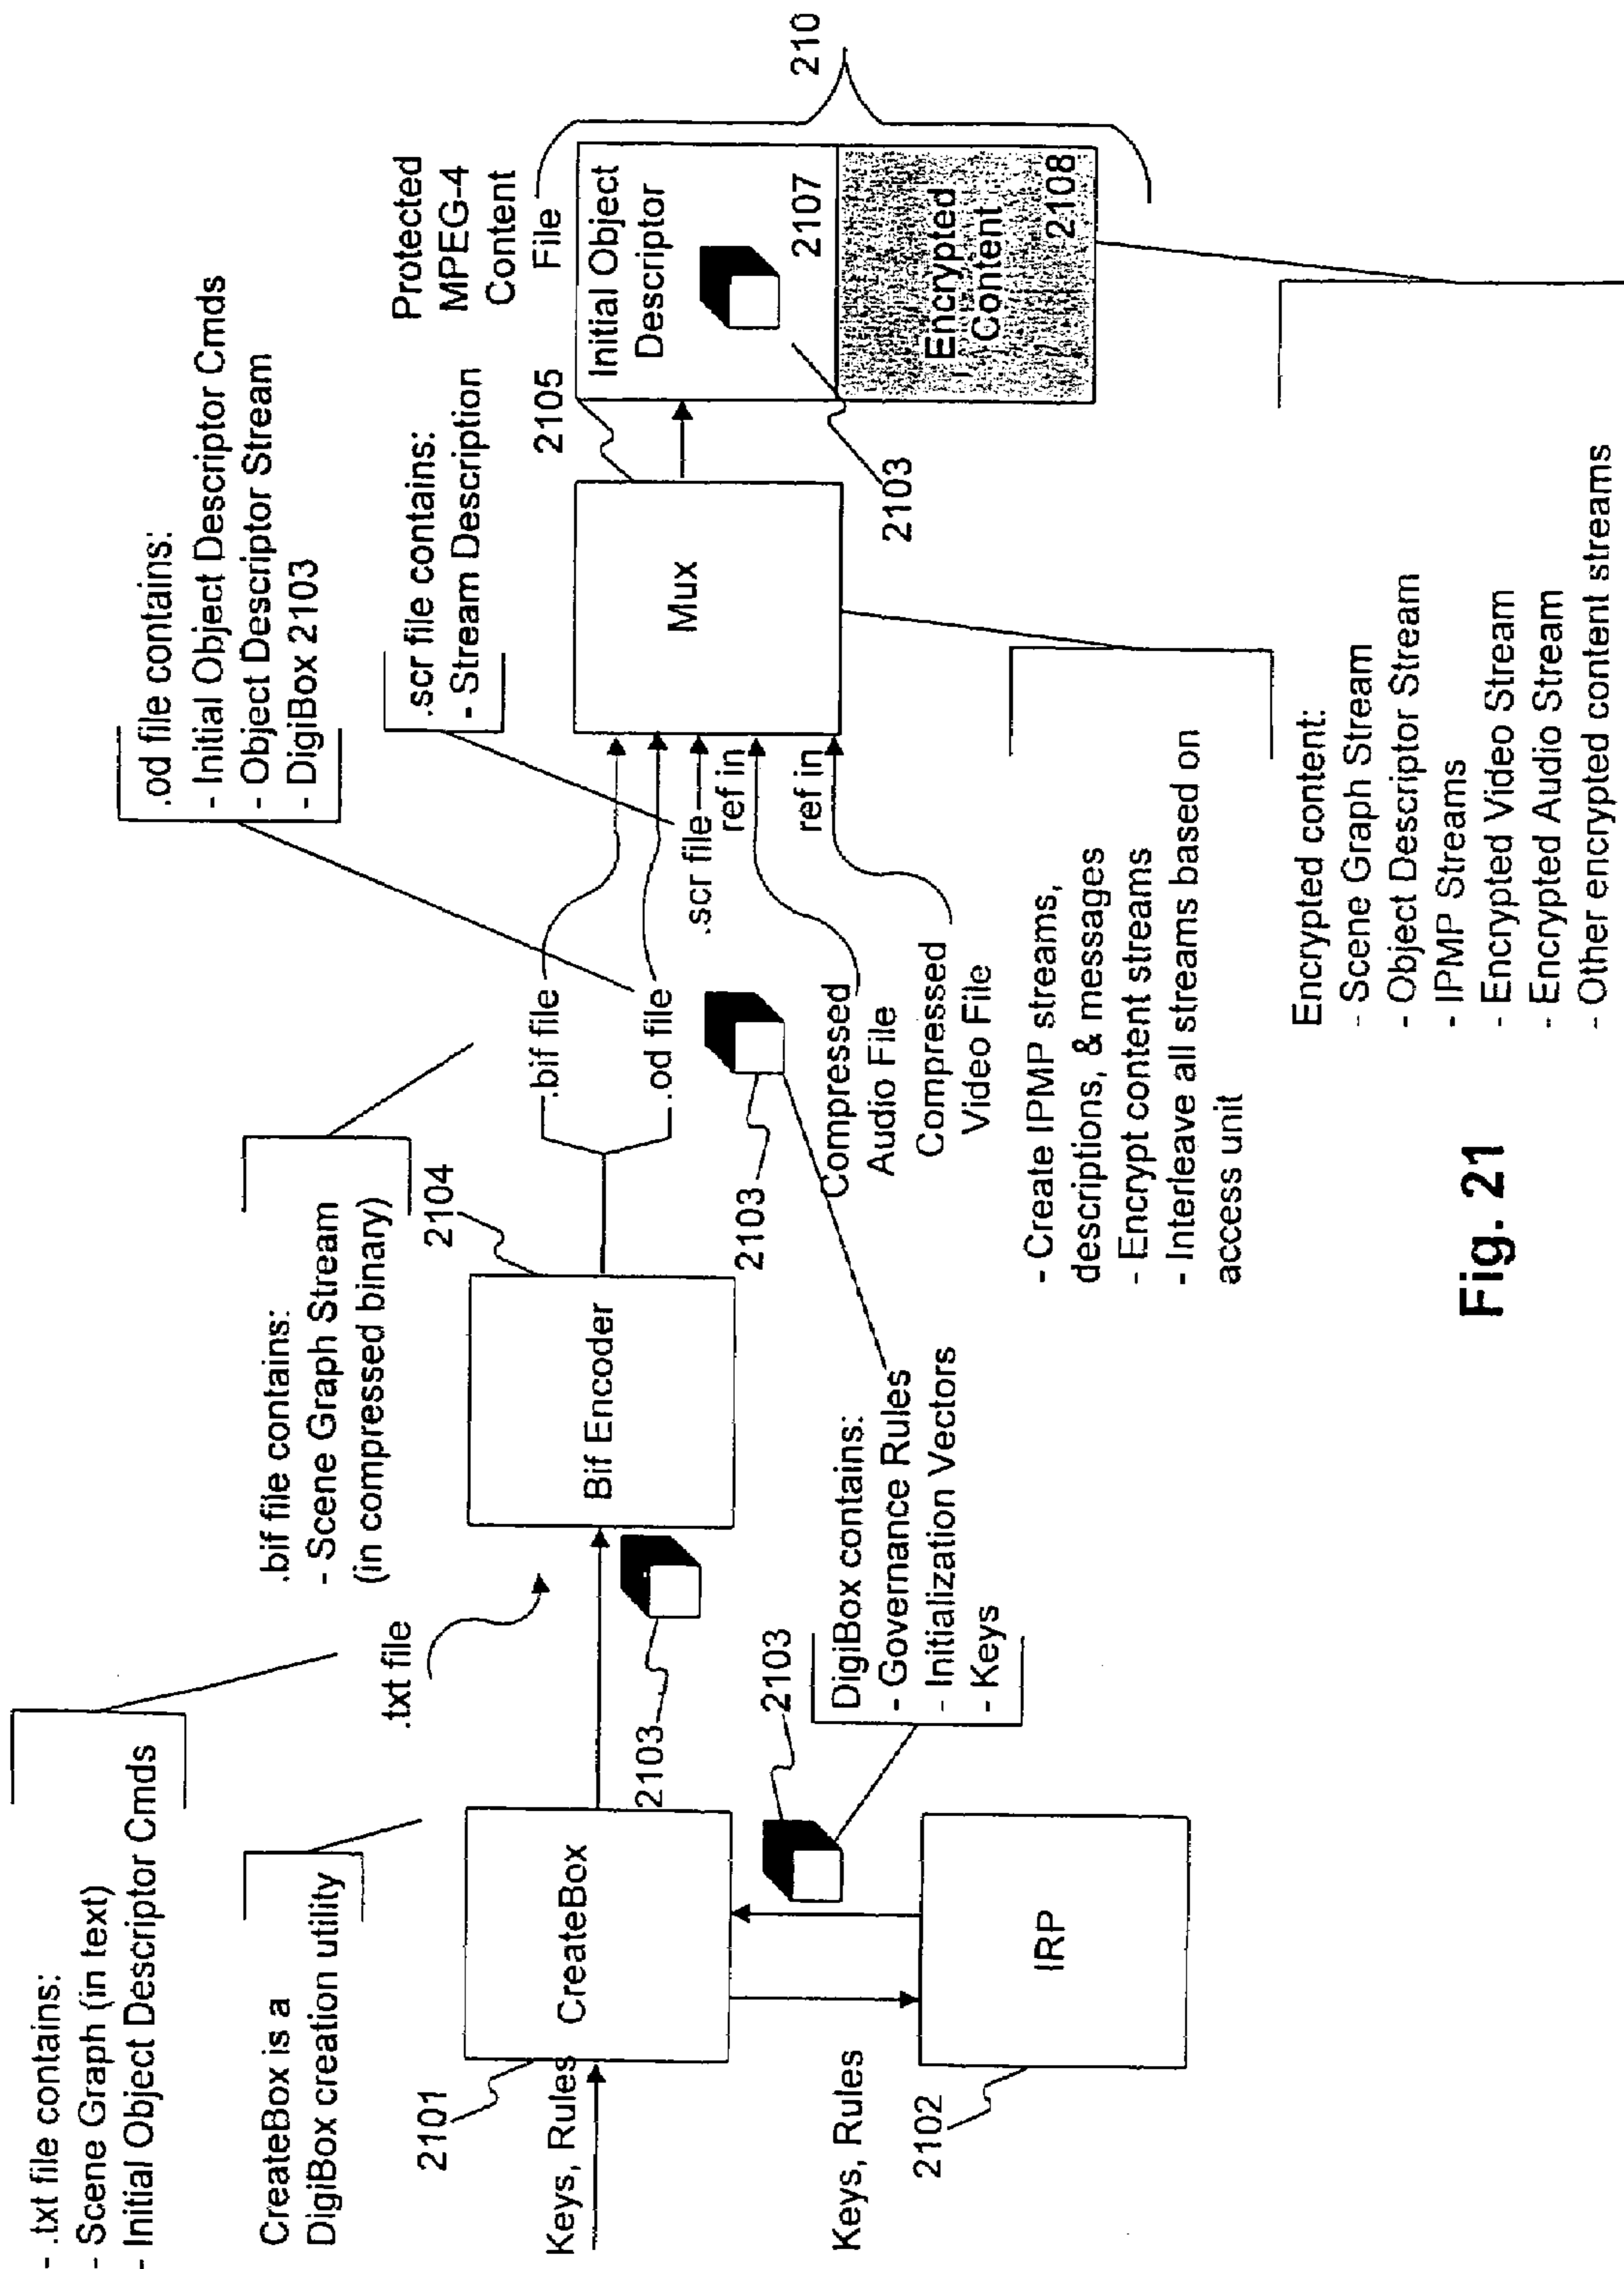 - .txt file contains:
- Scene Graph (in text)
- Initial Object Descriptor Cmds
CreateBox is a
DigiBox creation utility
2101
Keys, Rules
CreateBox
Keys, Rules
2102
IRP
2103
DigiBox contains:
- Governance Rules
- Initialization Vectors
- Keys
.txt file
2103
.bif file contains:
- Scene Graph Stream
(in compressed binary)
2104
Bif Encoder
.bif file
.od file
2103
.od file contains:
- Initial Object Descriptor Cmds
- Object Descriptor Stream
- DigiBox 2103
.scr file contains:
- Stream Description
.scr file
ref in
ref in
Compressed
Audio File
Compressed
Video File
Mux
2105
- Create IPMP streams,
descriptions, & messages
- Encrypt content streams
- Interleave all streams based on
access unit
Protected
MPEG-4
Content
File
Initial Object
Descriptor
2107
2103
Encrypted
Content
2108
210
Encrypted content:
- Scene Graph Stream
- Object Descriptor Stream
- IPMP Streams
- Encrypted Video Stream
- Encrypted Audio Stream
- Other encrypted content streams
Fig. 21